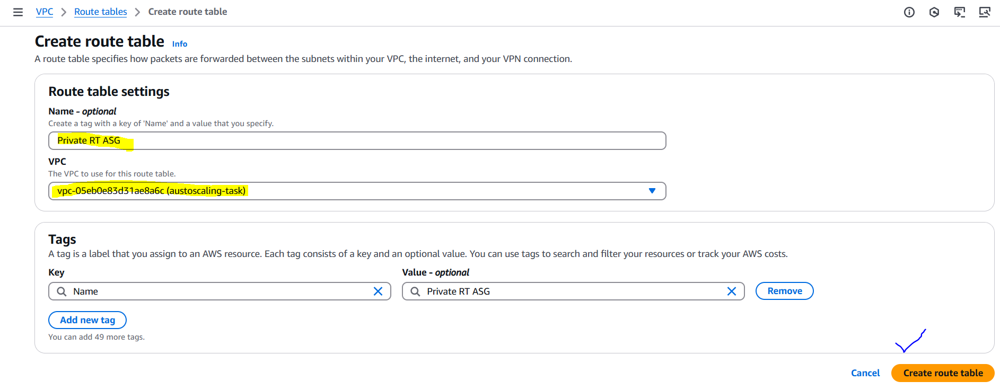 VPC > Route tables > Create route table
Create route table Info
A route table specifies how packets are forwarded between the subnets within your VPC, the internet, and your VPN connection.
Route table settings
Name - optional
Create a tag with a key of 'Name' and a value that you specify.
Private RT ASG
VPC
The VPC to use for this route table.
vpc-05eb0e83d31ae8a6c (austoscaling-task)
Tags
A tag is a label that you assign to an AWS resource. Each tag consists of a key and an optional value. You can use tags to search and filter your resources or track your AWS costs.
Key Value - optional
Name Private RT ASG Remove
Add new tag
You can add 49 more tags.
Cancel Create route table